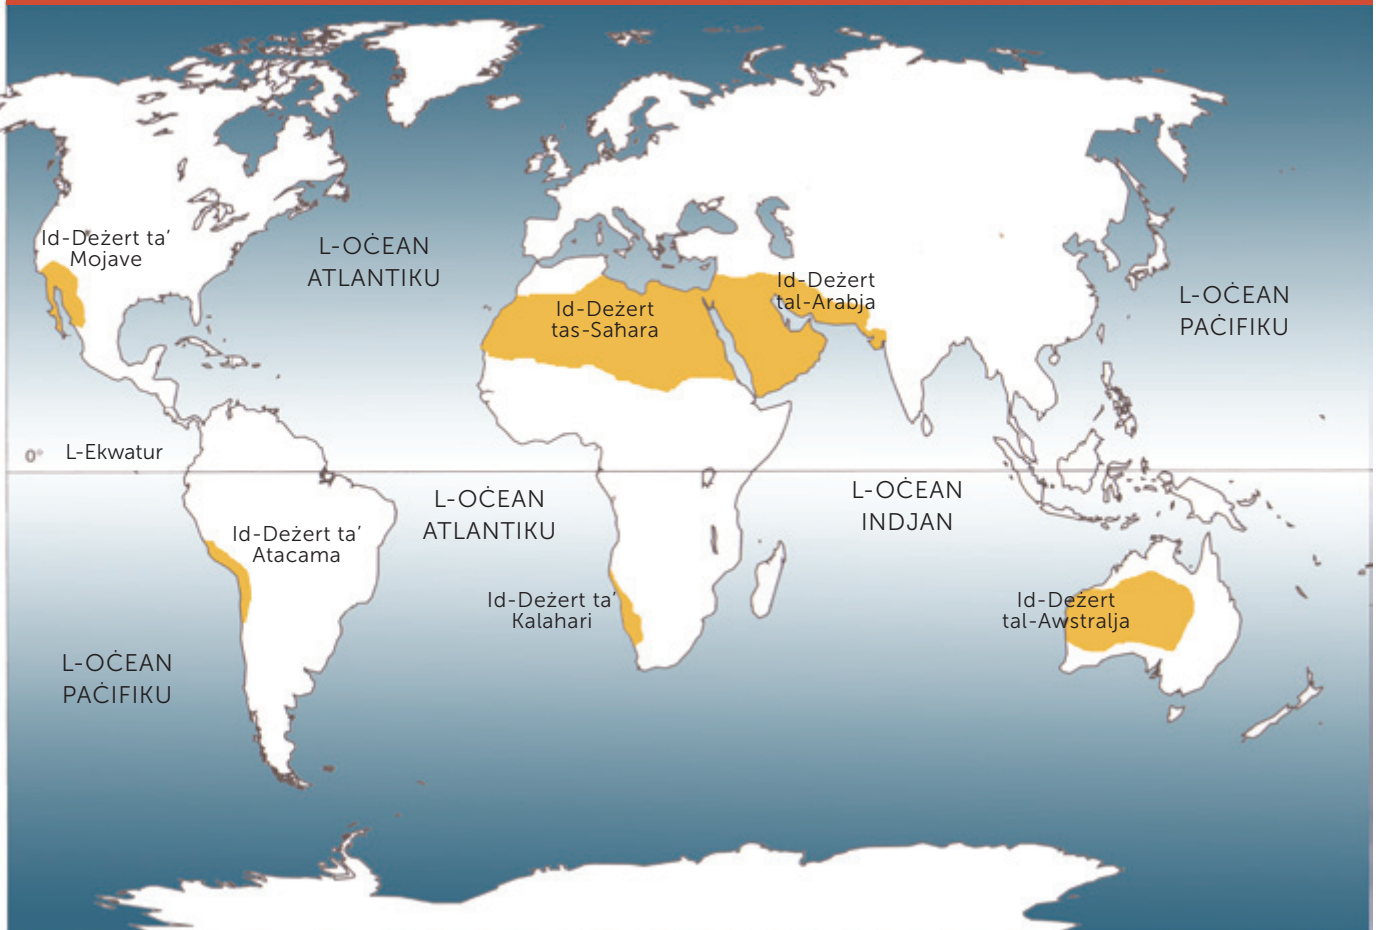 Id-Deżert ta'
Mojave
L-OĊEAN
ATLANTIKU
Id-Deżert
tas-Saħara
Id-Deżert
tal-Arabja
L-OĊEAN
PAĊIFIKU
0°
L-Ekwatur
L-OĊEAN
ATLANTIKU
L-OĊEAN
INDJAN
Id-Deżert ta'
Atacama
Id-Deżert ta'
Kalahari
Id-Deżert
tal-Awstralja
L-OĊEAN
PAĊIFIKU